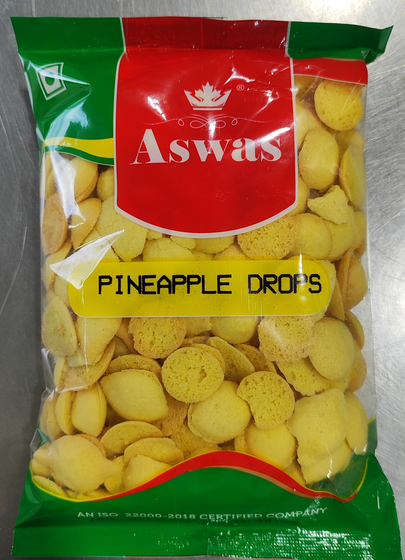 ®
Aswas
PINEAPPLE DROPS
AN ISO 22000-2018 CERTIFIED COMPANY